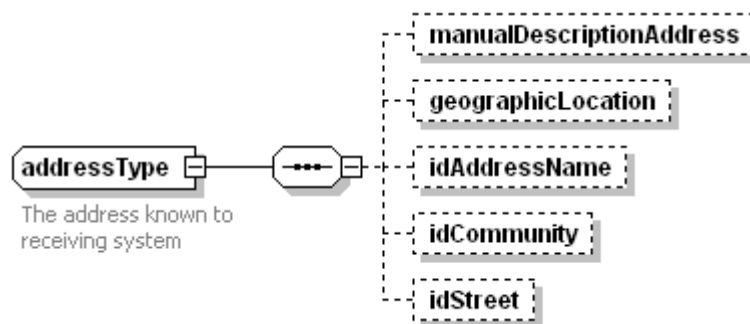 manualDescriptionAddress
geographicLocation
addressType
idAddressName
The address known to
receiving system
idCommunity
idStreet